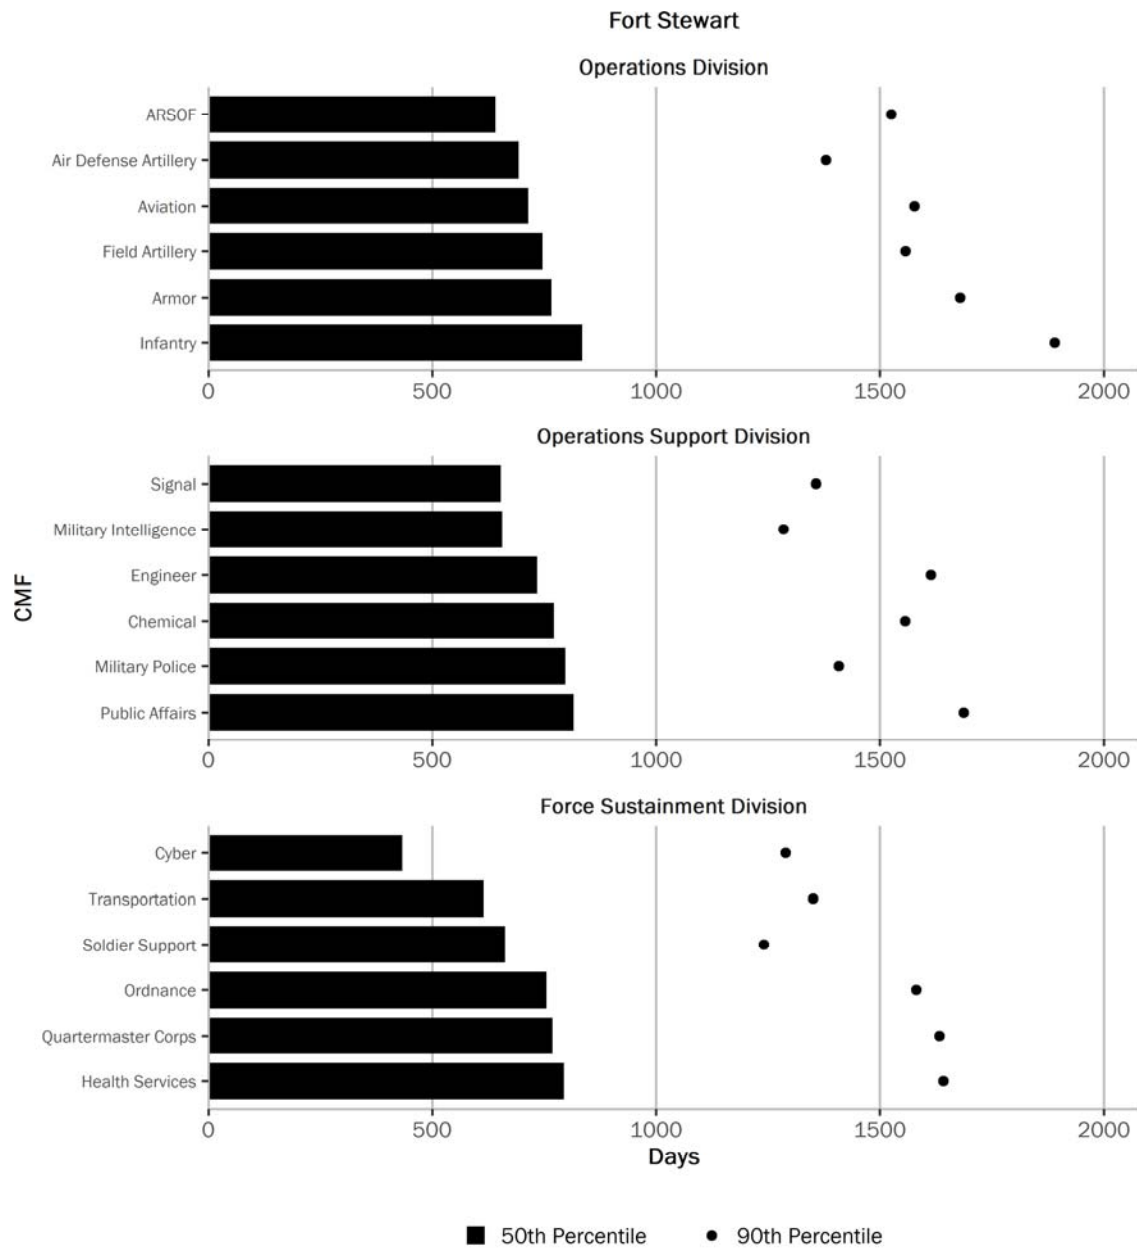 Fort Stewart
Operations Division
ARSOF
Air Defense Artillery
Aviation
Field Artillery
Armor
Infantry
0 500 1000 1500 2000
Operations Support Division
Signal
Military Intelligence
Engineer
Chemical
Military Police
Public Affairs
0 500 1000 1500 2000
CMF
Force Sustainment Division
Cyber
Transportation
Soldier Support
Ordnance
Quartermaster Corps
Health Services
0 500 1000 1500 2000
Days
50th Percentile 90th Percentile